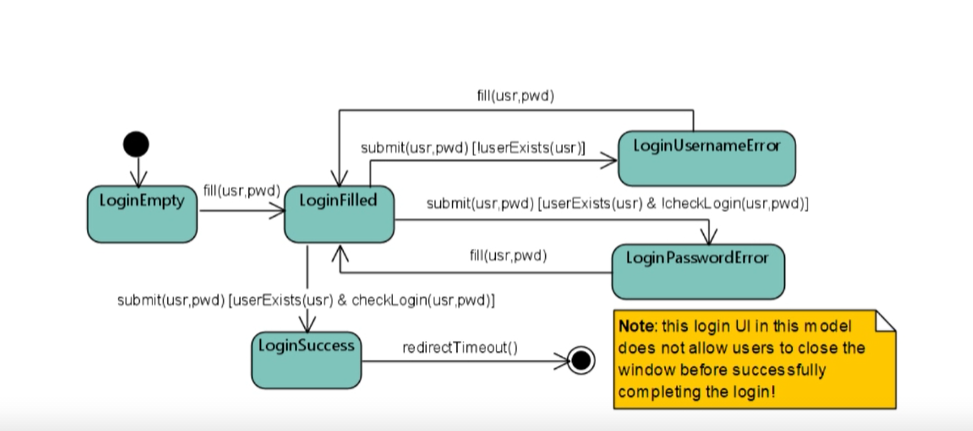 fill(usr,pwd)
submit(usr,pwd) [!userExists(usr)]
LoginUsernameError
LoginEmpty
fill(usr,pwd)
LoginFilled
submit(usr,pwd) [userExists(usr) & !checkLogin(usr,pwd)]
fill(usr,pwd)
LoginPasswordError
submit(usr,pwd) [userExists(usr) & checkLogin(usr,pwd)]
LoginSuccess
redirectTimeout()
Note: this login UI in this model
does not allow users to close the
window before successfully
completing the login!